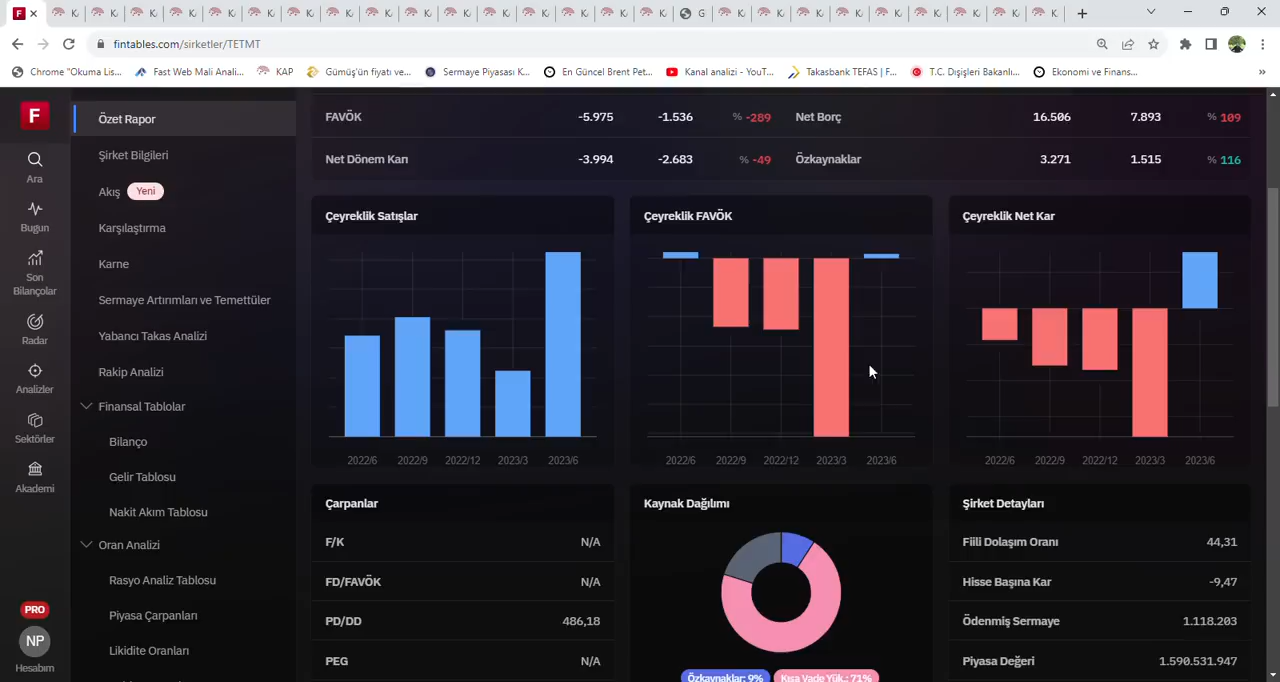 F K K K K K K K K K K K K K K K K G K K K K K K K K K
fintables.com/sirketler/TETMT
Chrome "Okuma Lis... Fast Web Mali Anali... KAP Gümüş'ün fiyatı ve... Sermaye Piyasası K... En Güncel Brent Pet... Kanal analizi - YouT... Takasbank TEFAS | F... T.C. Dışişleri Bakanlı... Ekonomi ve Finans... »
F
Ara
Bugün
Son
Bilançolar
Radar
Analizler
Sektörler
Akademi
PRO
NP
Hesabım
Özet Rapor
Şirket Bilgileri
Akış Yeni
Karşılaştırma
Karne
Sermaye Artırımları ve Temettüler
Yabancı Takas Analizi
Rakip Analizi
Finansal Tablolar
Bilanço
Gelir Tablosu
Nakit Akım Tablosu
Oran Analizi
Rasyo Analiz Tablosu
Piyasa Çarpanları
Likidite Oranları
FAVÖK -5.975 -1.536 % -289 Net Borç 16.506 7.893 % 109
Net Dönem Karı -3.994 -2.683 % -49 Özkaynaklar 3.271 1.515 % 116
Çeyreklik Satışlar
2022/6 2022/9 2022/12 2023/3 2023/6
Çeyreklik FAVÖK
2022/6 2022/9 2022/12 2023/3 2023/6
Çeyreklik Net Kar
2022/6 2022/9 2022/12 2023/3 2023/6
Çarpanlar
F/K N/A
FD/FAVÖK N/A
PD/DD 486,18
PEG N/A
Kaynak Dağılımı
Özkaynaklar: 9% Kısa Vade Yük.: 71%
Şirket Detayları
Fiili Dolaşım Oranı 44,31
Hisse Başına Kar -9,47
Ödenmiş Sermaye 1.118.203
Piyasa Değeri 1.590.531.947